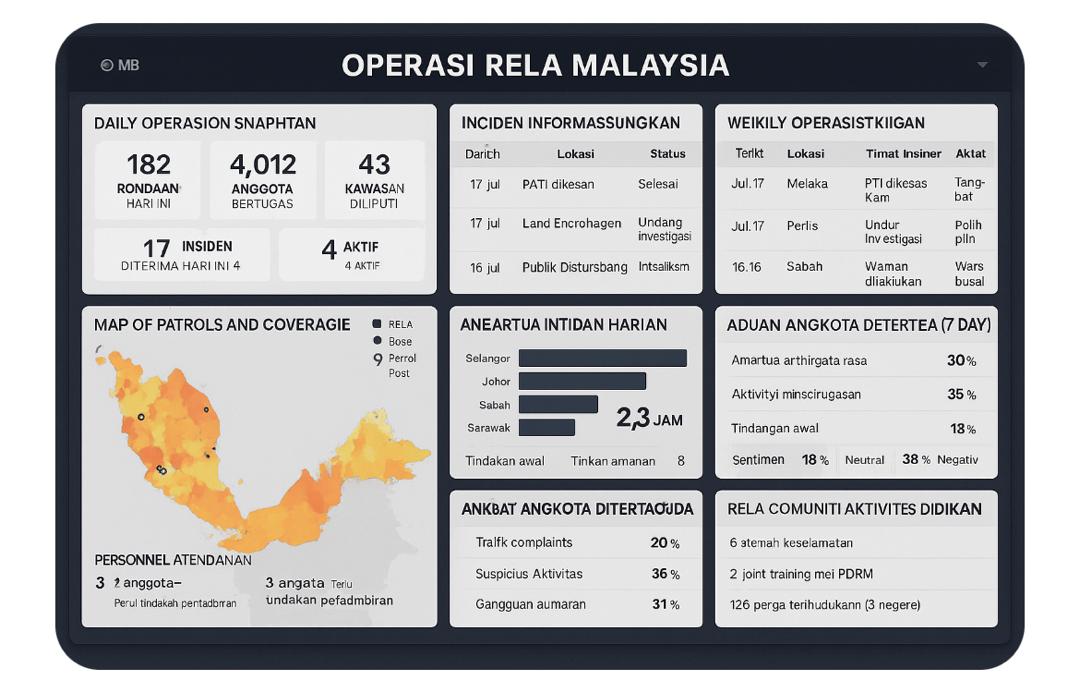 MB
OPERASI RELA MALAYSIA
DAILY OPERASION SNAPHTAN
182
RONDAAN
HARI INI
4,012
ANGGOTA
BERTUGAS
43
KAWASAN
DILIPUTI
17 INSIDEN
DITERIMA HARI INI 4
4 AKTIF
4 AKTIF
INCIDEN INFORMASSUNGKAN
Lokasi Status
17 jul PATI dikesan Selesai
17 jul Land Encrohagen Undang
investigasi
16 jul Publik Distursbang Intsaliksm
WEIKILY OPERASISTKIIGAN
Terlkt Lokasi Timat Insiner Aktat
Jul.17 Melaka PTI dikesas Tang-
Kam bat
Jul.17 Perlis Undur Polih
Inv estigasi plln
16.16 Sabah Waman Wars
dliakiukan busal
MAP OF PATROLS AND COVERAGIE
RELA
Bose
9 Perrol
Post
PERSONNEL ATENDANAN
3 2 anggota–
Perul tindakah pentadbrran
3 angata Teriu
undakan pefadmbiran
ANEARTUA INTIDAN HARIAN
Selangor
Johor
Sabah
Sarawak
2,3 JAM
Tindakan awal Tinkan amanan 8
ADUAN ANGKOTA DETERTEA (7 DAY)
Amartua arthirgata rasa 30%
Aktivityi minscirugasan 35%
Tindangan awal 13%
Sentimen 18% Neutral 38% Negativ
ANKBAT ANGKOTA DITERTAOUDA
Tralfk complaints 20%
Suspicius Aktivitas 36%
Gangguan aumaran 31%
RELA COMUNITI AKTIVITES DIDIKAN
6 atemah keselamatan
2 joint training mei PDRM
126 perga terihudukann (3 negere)